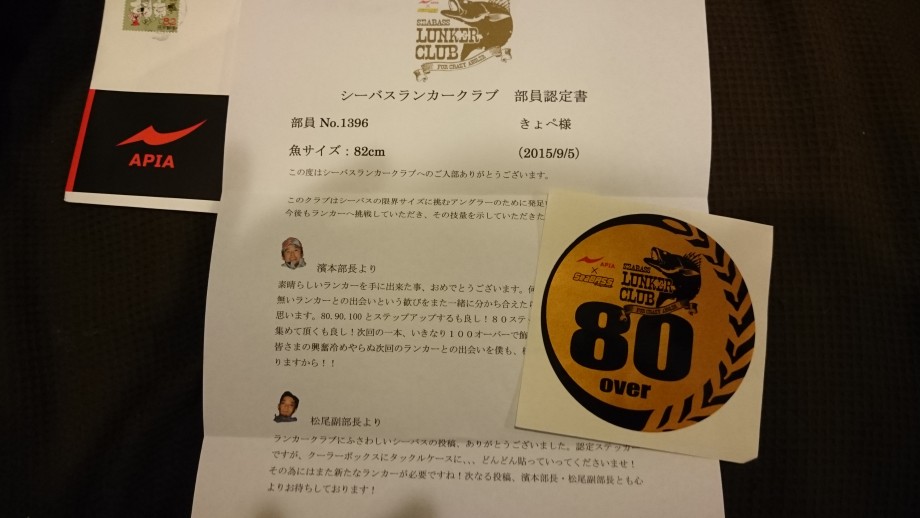 82
APIA
SEABASS
LUNKER
CLUB
FOR CRAZY ANGLER
シーバスランカークラブ 部員認定書
部員 No.1396 きょぺ様
魚サイズ：82cm （2015/9/5）
この度はシーバスランカークラブへのご入部ありがとうございます。
このクラブはシーバスの限界サイズに挑むアングラーのために発足
今後もランカーへ挑戦していただき、その技量を示していただきた
濱本部長より
素晴らしいランカーを手に出来た事、おめでとうございます。
無いランカーとの出会いという歓びをまた一緒に分かち合えた
思います。80.90.100とステップアップするも良し！８０ステ
集めて頂くも良し！次回の一本、いきなり１００オーバーで
皆さまの興奮冷めやらぬ次回のランカーとの出会いを僕も、
りますから！！
松尾副部長より
ランカークラブにふさわしいシーバスの投稿、ありがとうございました。認定ステッカー
ですが、クーラーボックスにタックルケースに、、、どんどん貼っていってくださいませ！
その為にはまた新たなランカーが必要ですね！次なる投稿、濱本部長・松尾副部長とも心
よりお待ちしております！
APIA
×
SeaBASS
SEABASS
LUNKER
CLUB
80
over